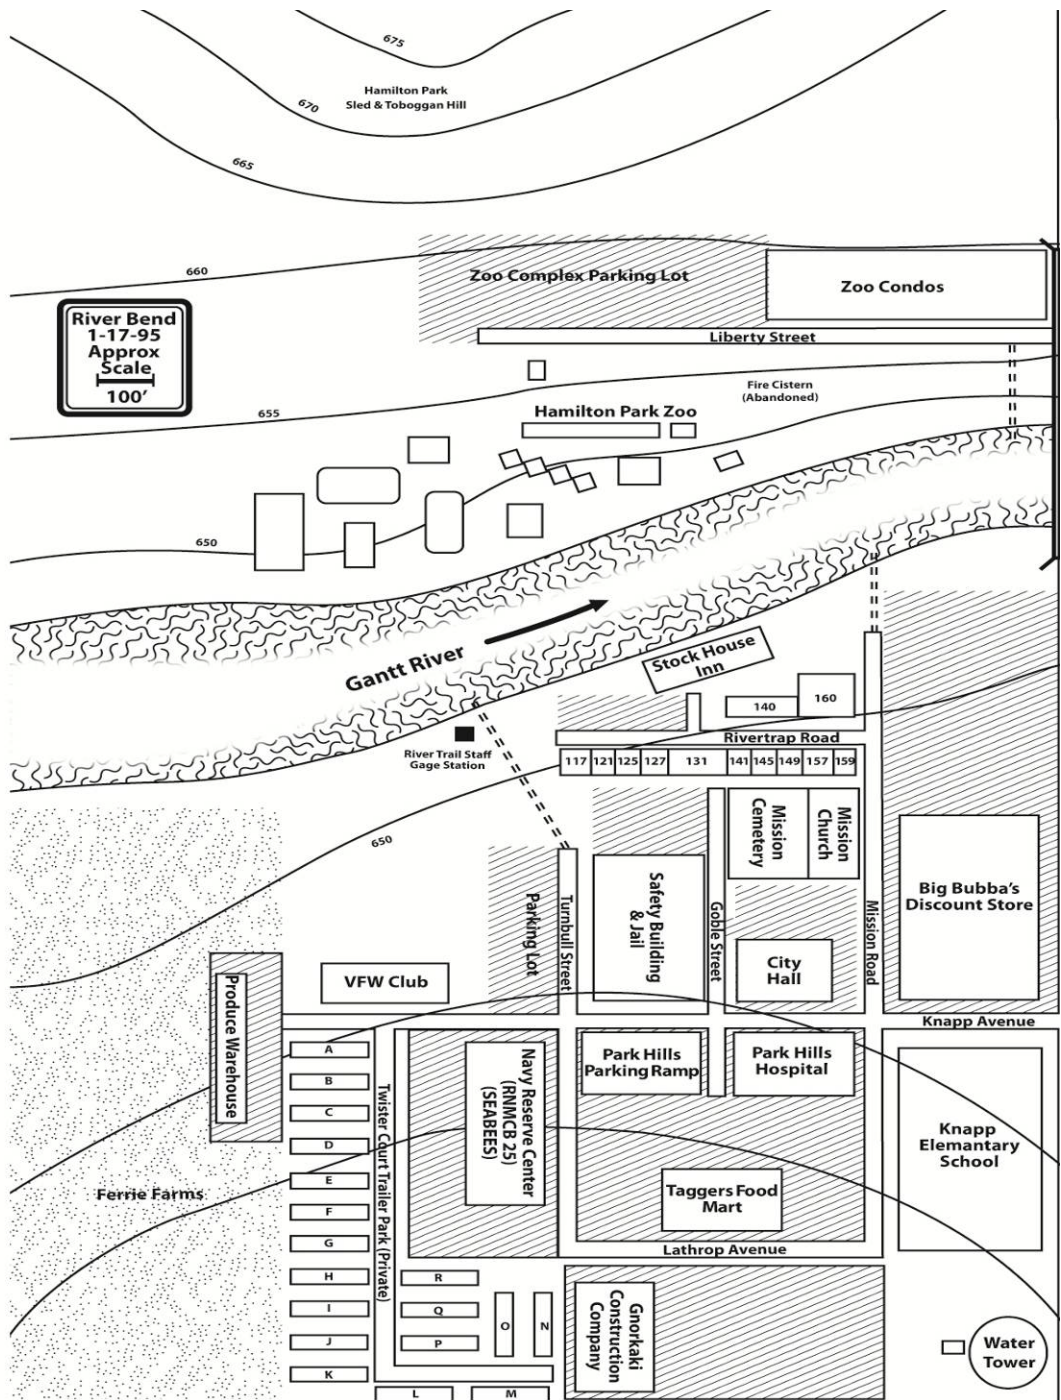 675
Hamilton Park
Sled & Toboggan Hill
670
665
660
Zoo Complex Parking Lot
Zoo Condos
River Bend
1-17-95
Approx
Scale
100'
Liberty Street
Fire Cistern
(Abandoned)
655
Hamilton Park Zoo
650
Gantt River
Stock House
Inn
140
160
River Trail Staff
Gage Station
Rivertrap Road
117
121
125
127
131
141
145
149
157
159
650
Mission
Cemetery
Mission
Church
Big Bubba's
Discount Store
Parking Lot
Turnbull Street
Safety Building
& Jail
Goble Street
Mission Road
City
Hall
VFW Club
Produce Warehouse
Knapp Avenue
A
B
C
D
E
F
G
H
I
J
K
Twister Court Trailer Park (Private)
Navy Reserve Center
(RNMCB 25)
(SEABEES)
Park Hills
Parking Ramp
Park Hills
Hospital
Knapp
Elemantary
School
Ferrie Farms
Taggers Food
Mart
Lathrop Avenue
R
Q
P
O
N
L
M
Gnorkaki
Construction
Company
Water
Tower